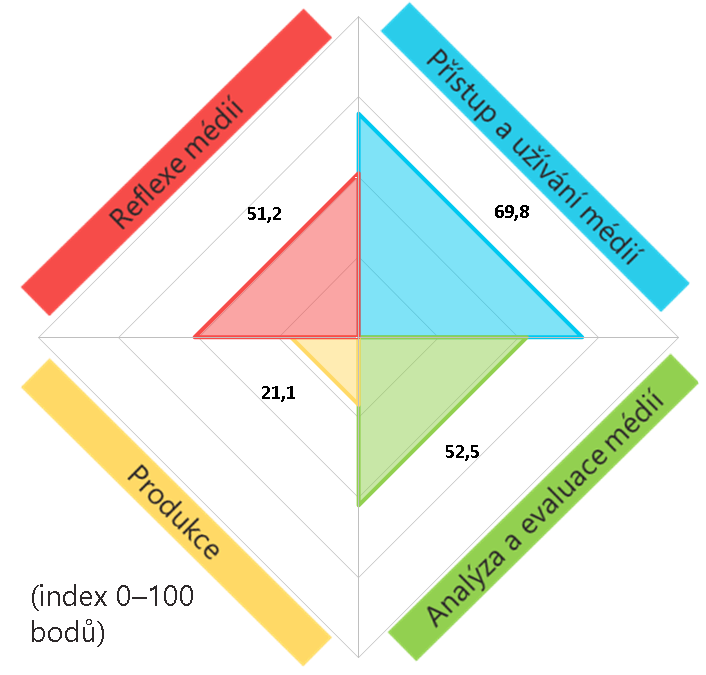 Reflexe médií
Přístup a užívání médií
51,2
69,8
21,1
52,5
Produkce
Analýza a evaluace médií
(index 0–100
bodů)